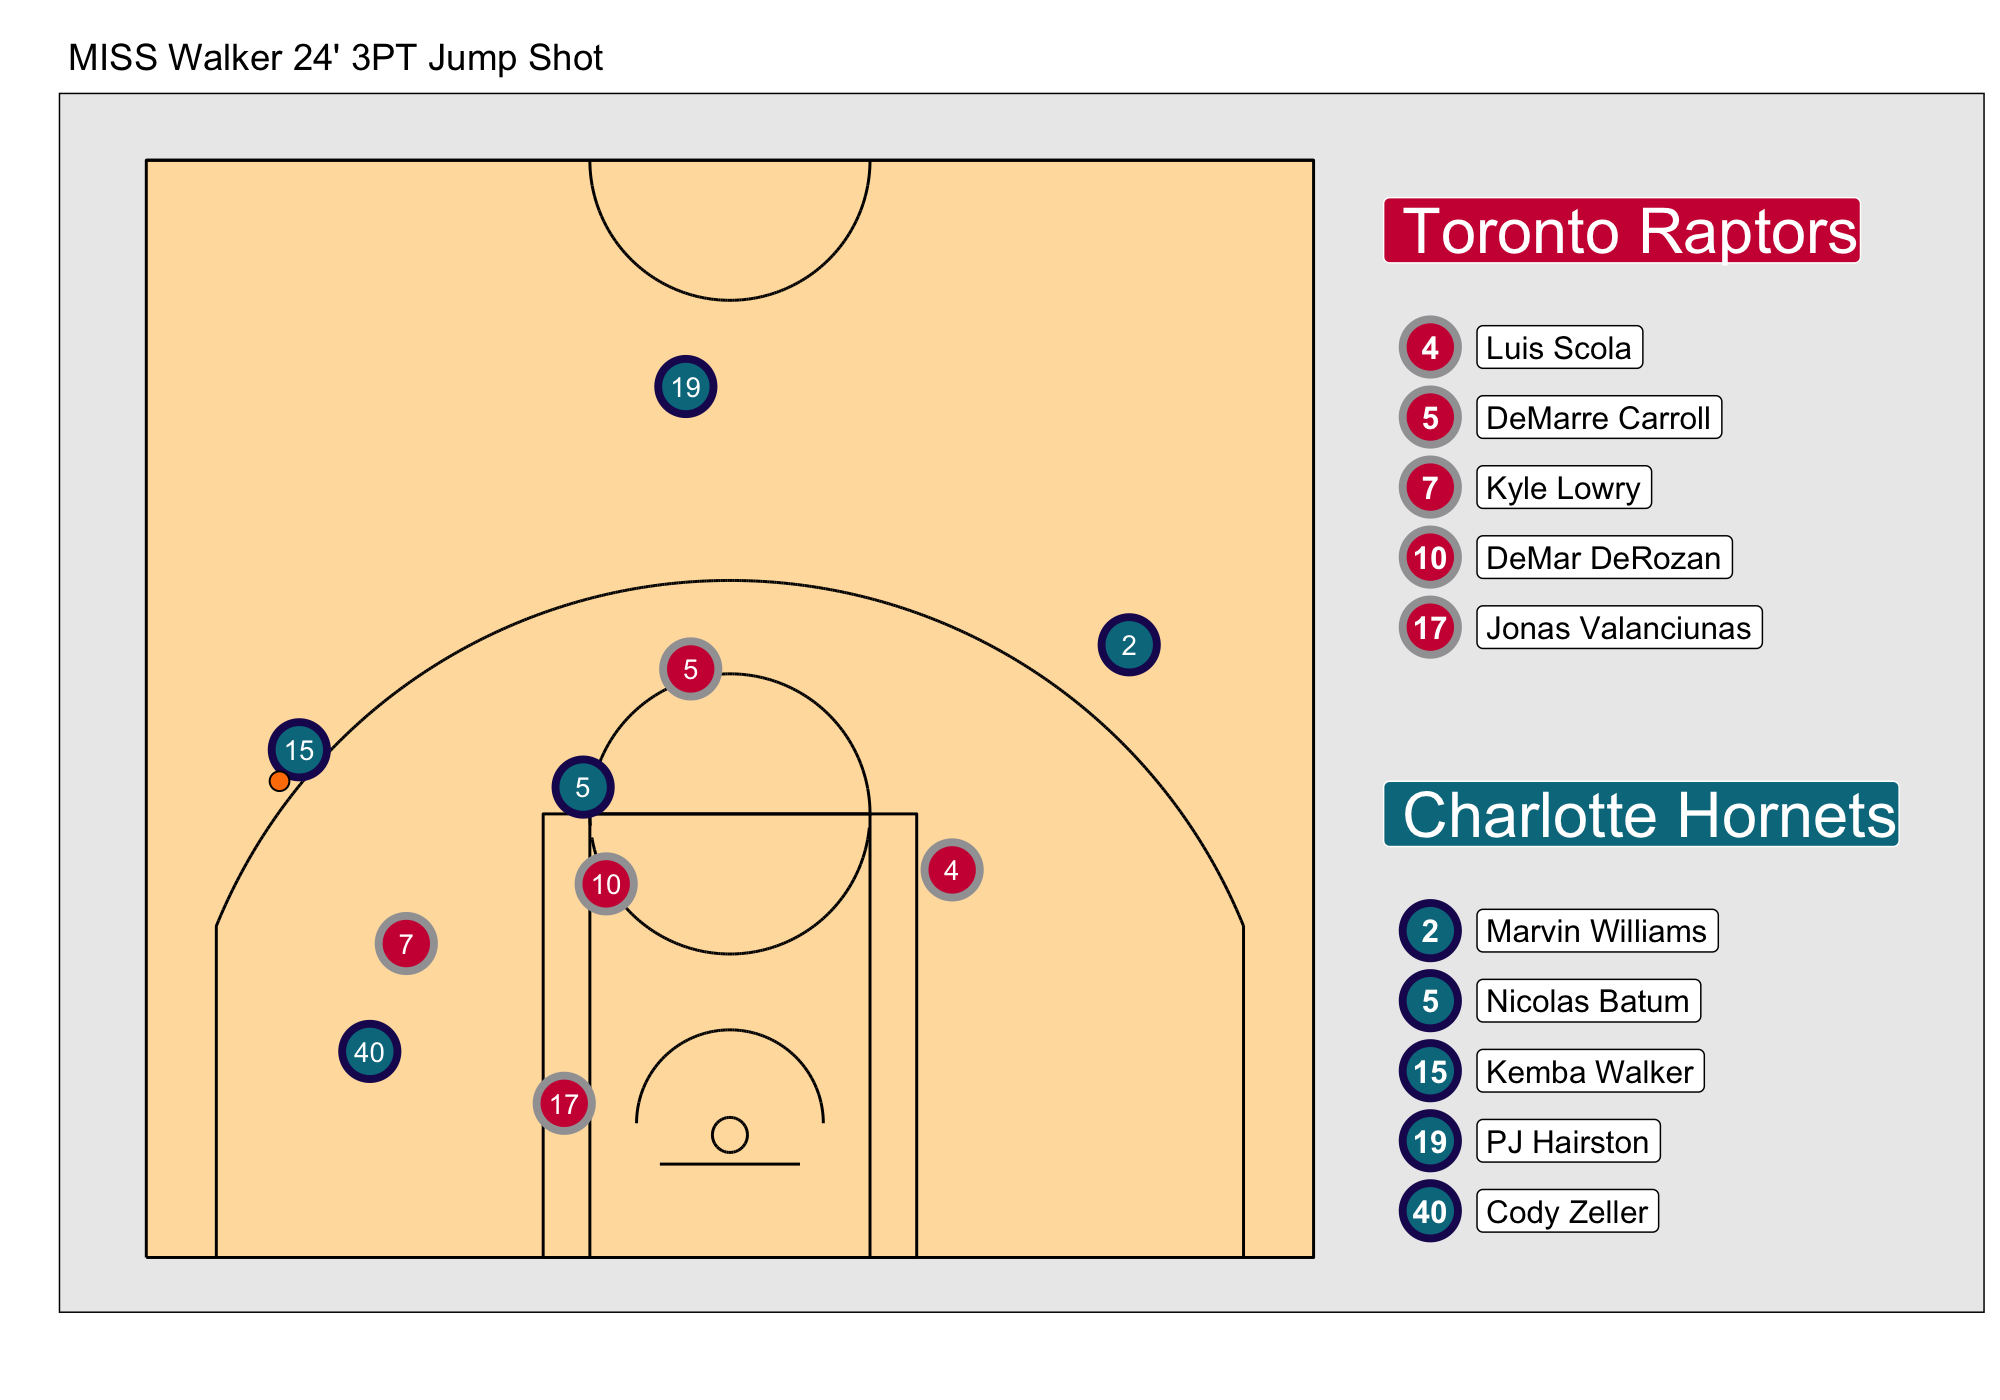 MISS Walker 24' 3PT Jump Shot
19
2
5
15
5
10
4
7
40
17
Toronto Raptors
4 Luis Scola
5 DeMarre Carroll
7 Kyle Lowry
10 DeMar DeRozan
17 Jonas Valanciunas
Charlotte Hornets
2 Marvin Williams
5 Nicolas Batum
15 Kemba Walker
19 PJ Hairston
40 Cody Zeller